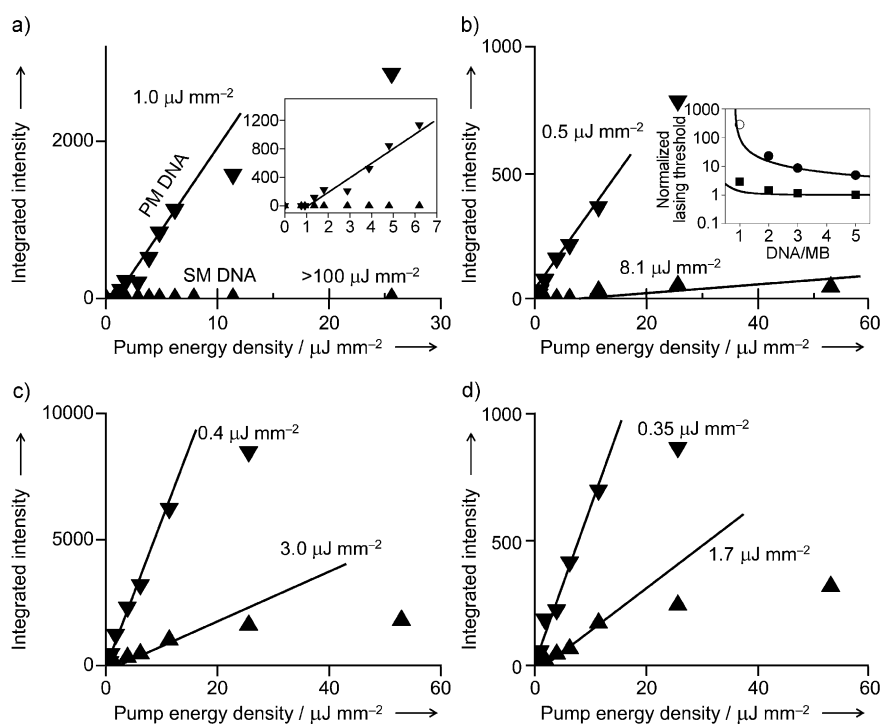 a)
Integrated intensity
2000
0
1.0 µJ mm–2
PM DNA
SM DNA
>100 µJ mm–2
1200
800
400
0
0 1 2 3 4 5 6 7
0 10 20 30
Pump energy density / µJ mm–2
b)
Integrated intensity
1000
500
0
0.5 µJ mm–2
8.1 µJ mm–2
Normalized
lasing threshold
1000
100
10
1
0.1
1 2 3 4 5
DNA/MB
0 20 40 60
Pump energy density / µJ mm–2
c)
Integrated intensity
10000
5000
0
0.4 µJ mm–2
3.0 µJ mm–2
0 20 40 60
Pump energy density / µJ mm–2
d)
Integrated intensity
1000
500
0
0.35 µJ mm–2
1.7 µJ mm–2
0 20 40 60
Pump energy density / µJ mm–2